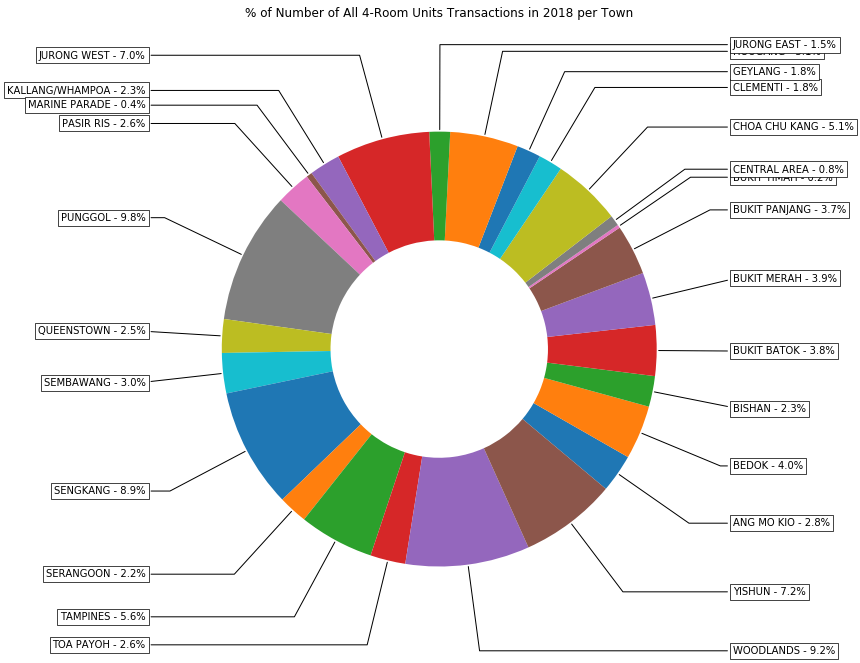 % of Number of All 4-Room Units Transactions in 2018 per Town
JURONG EAST - 1.5%
JURONG WEST - 7.0%
GEYLANG - 1.8%
CLEMENTI - 1.8%
KALLANG/WHAMPOA - 2.3%
MARINE PARADE - 0.4%
PASIR RIS - 2.6%
CHOA CHU KANG - 5.1%
CENTRAL AREA - 0.8%
BUKIT TIMAH - 0.2%
BUKIT PANJANG - 3.7%
PUNGGOL - 9.8%
BUKIT MERAH - 3.9%
QUEENSTOWN - 2.5%
BUKIT BATOK - 3.8%
SEMBAWANG - 3.0%
BISHAN - 2.3%
BEDOK - 4.0%
SENGKANG - 8.9%
ANG MO KIO - 2.8%
SERANGOON - 2.2%
YISHUN - 7.2%
TAMPINES - 5.6%
TOA PAYOH - 2.6%
WOODLANDS - 9.2%